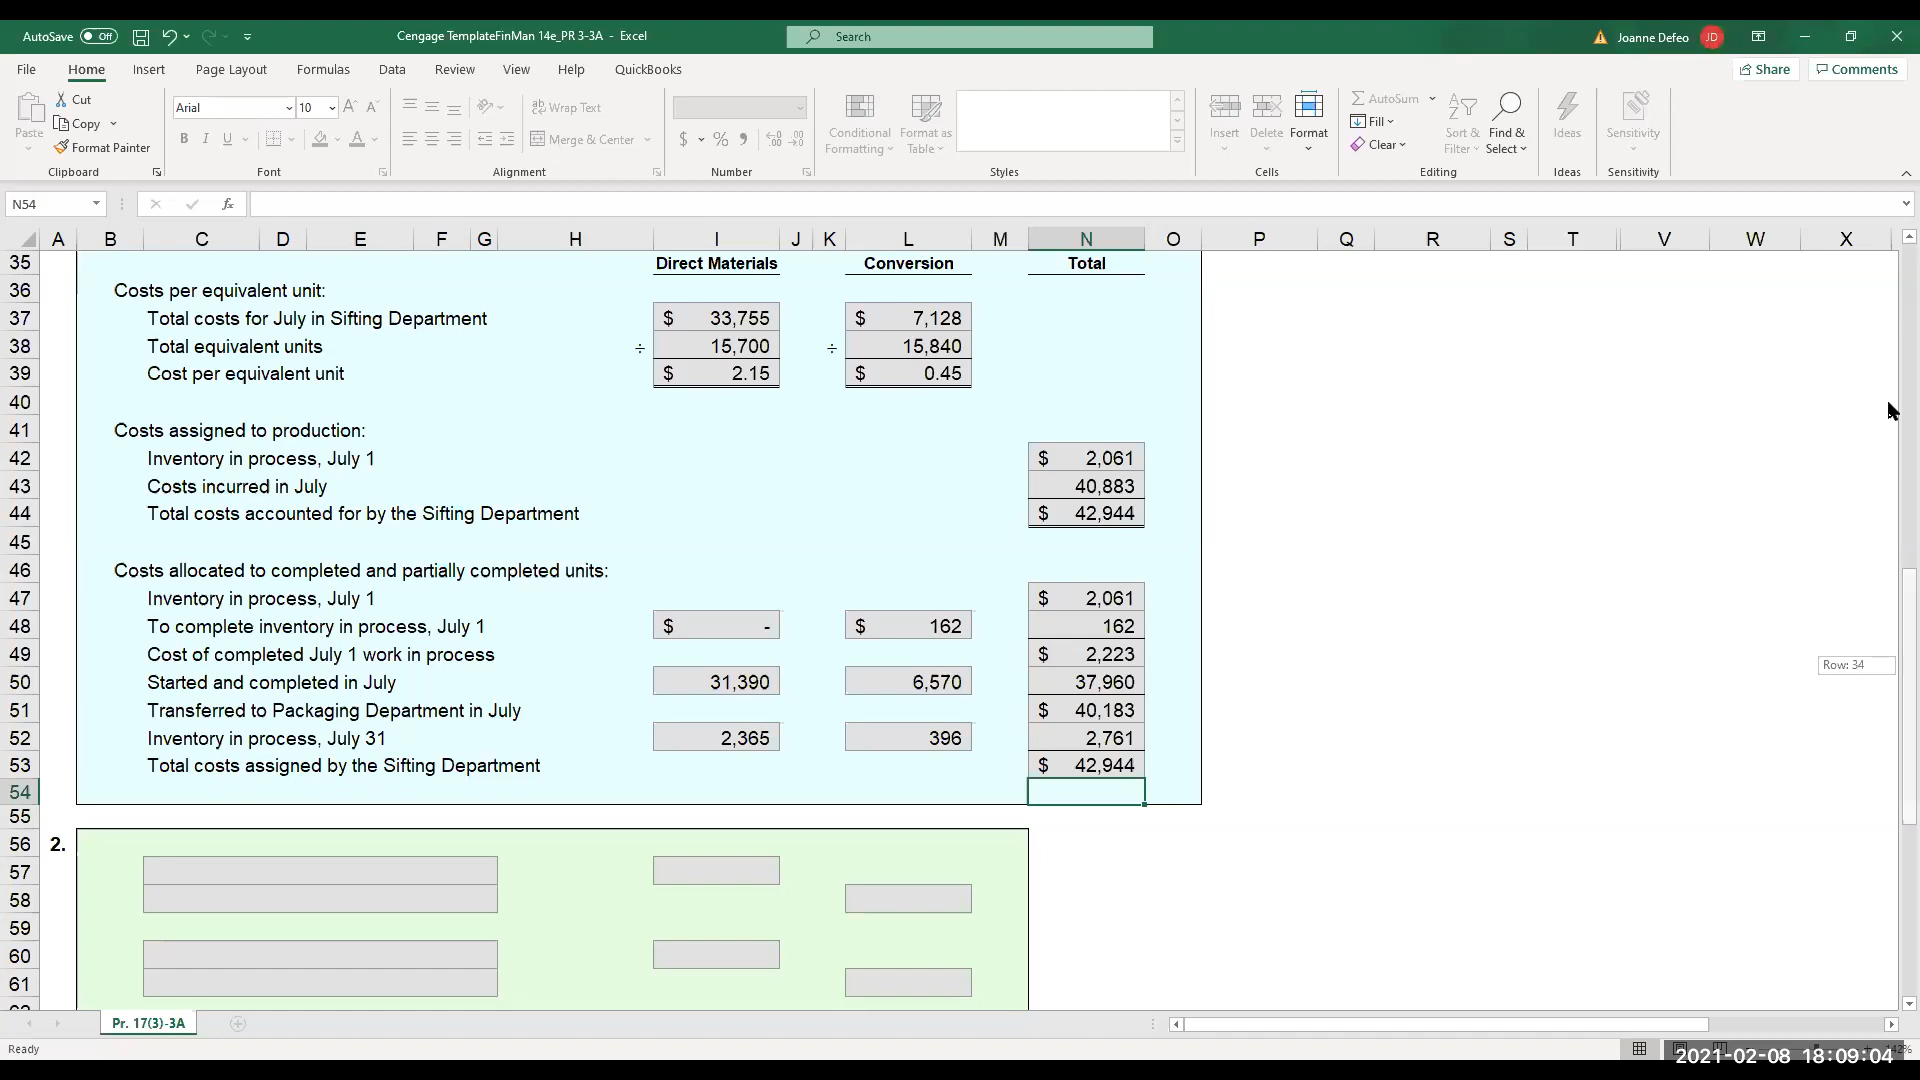 AutoSave Off
Cengage TemplateFinMan 14e_PR 3-3A - Excel
Search
Joanne Defeo JD
File Home Insert Page Layout Formulas Data Review View Help QuickBooks
Share Comments
Paste
Cut
Copy
Format Painter
Clipboard
Arial 10
B I U
Font
Wrap Text
Merge & Center
Alignment
$ % ,
Number
Conditional Formatting
Format as Table
Styles
Insert Delete Format
Cells
AutoSum
Fill
Clear
Sort & Filter
Find & Select
Editing
Ideas
Ideas
Sensitivity
Sensitivity
N54 fx
A B C D E F G H I J K L M N O P Q R S T V W X
35 Direct Materials Conversion Total
36 Costs per equivalent unit:
37 Total costs for July in Sifting Department $ 33,755 $ 7,128
38 Total equivalent units ÷ 15,700 ÷ 15,840
39 Cost per equivalent unit $ 2.15 $ 0.45
40
41 Costs assigned to production:
42 Inventory in process, July 1 $ 2,061
43 Costs incurred in July 40,883
44 Total costs accounted for by the Sifting Department $ 42,944
45
46 Costs allocated to completed and partially completed units:
47 Inventory in process, July 1 $ 2,061
48 To complete inventory in process, July 1 $ - $ 162 162
49 Cost of completed July 1 work in process $ 2,223
Row: 34
50 Started and completed in July 31,390 6,570 37,960
51 Transferred to Packaging Department in July $ 40,183
52 Inventory in process, July 31 2,365 396 2,761
53 Total costs assigned by the Sifting Department $ 42,944
54
55
56 2.
57
58
59
60
61
Pr. 17(3)-3A
Ready
2021-02-08 18:09:04